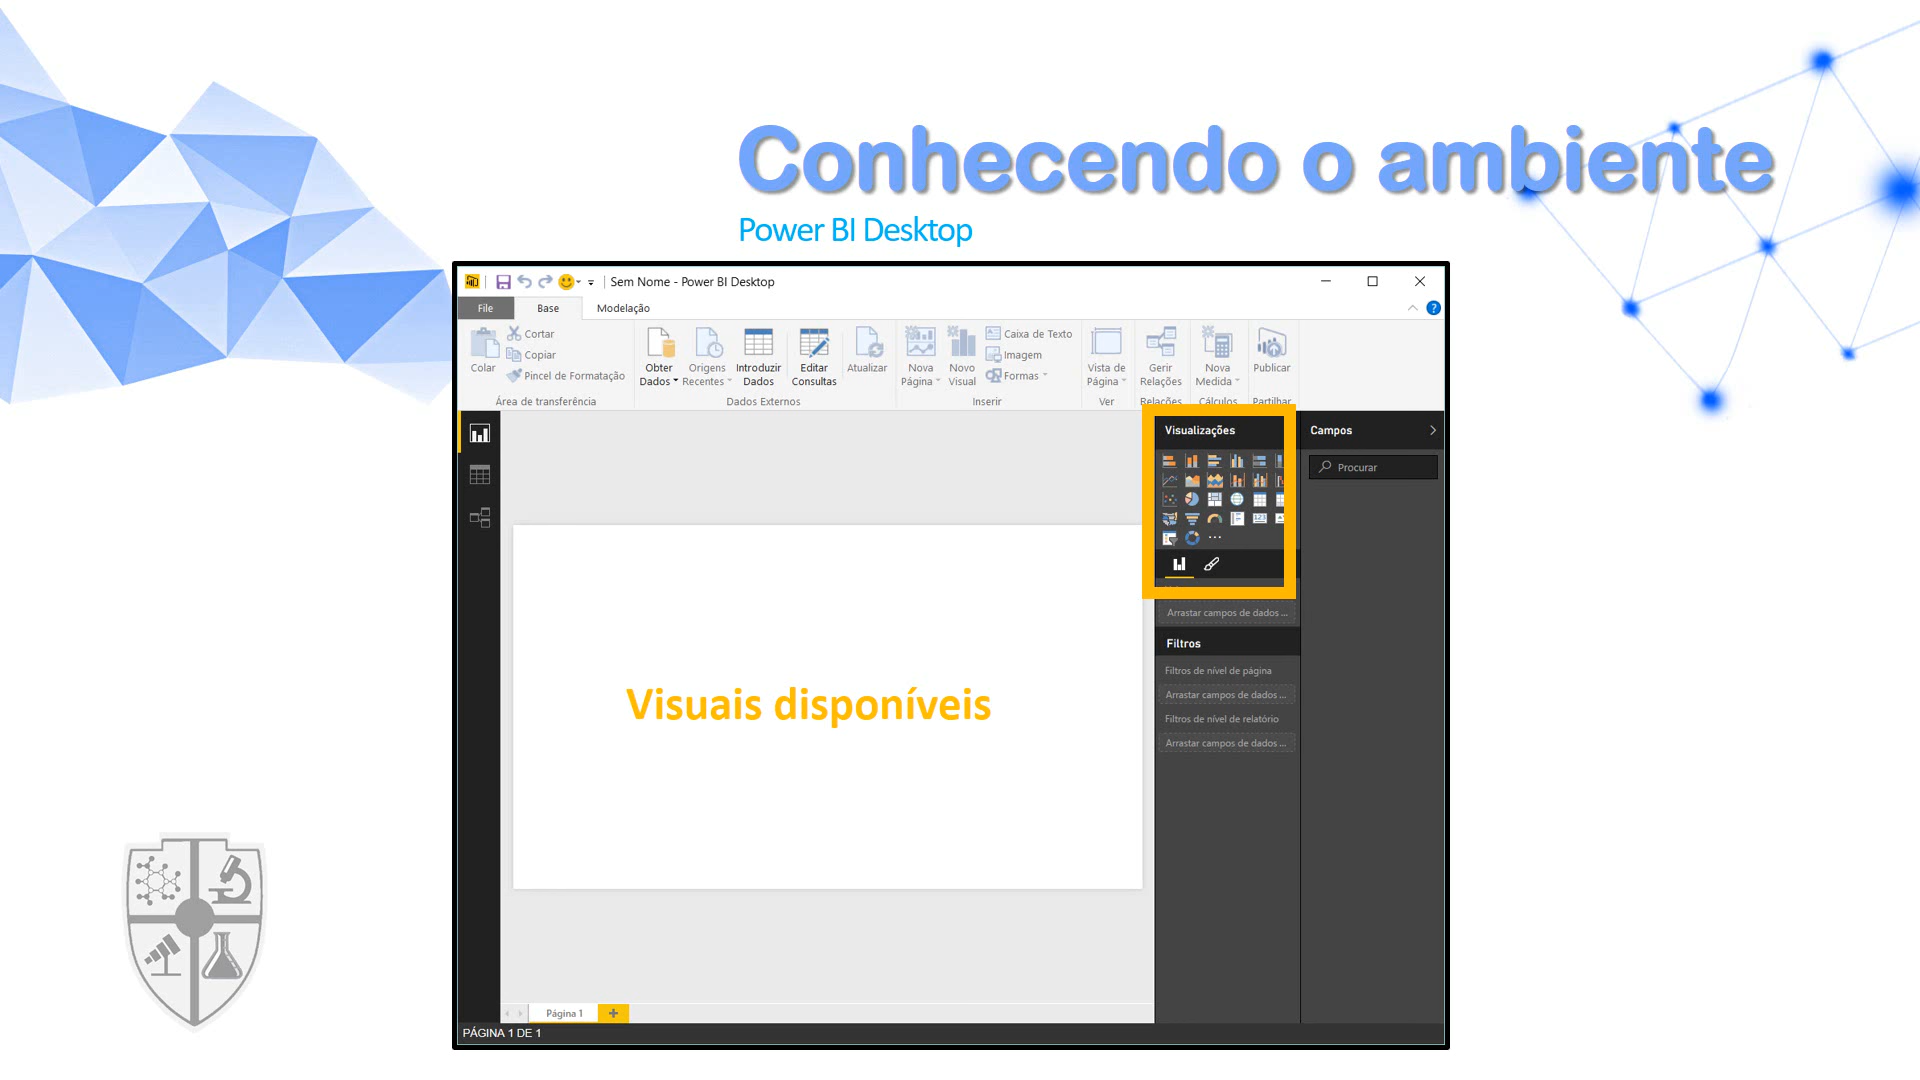 Conhecendo o ambiente
Power BI Desktop
Sem Nome - Power BI Desktop
File Base Modelação
Colar
Cortar
Copiar
Pincel de Formatação
Área de transferência
Obter Dados
Origens Recentes
Introduzir Dados
Editar Consultas
Atualizar
Dados Externos
Nova Página
Novo Visual
Caixa de Texto
Imagem
Formas
Inserir
Vista de Página
Ver
Gerir Relações
Relações
Nova Medida
Cálculos
Publicar
Partilhar
Visualizações
Campos
Procurar
Arrastar campos de dados ...
Filtros
Filtros de nível de página
Arrastar campos de dados ...
Filtros de nível de relatório
Arrastar campos de dados ...
Visuais disponíveis
Página 1
PÁGINA 1 DE 1